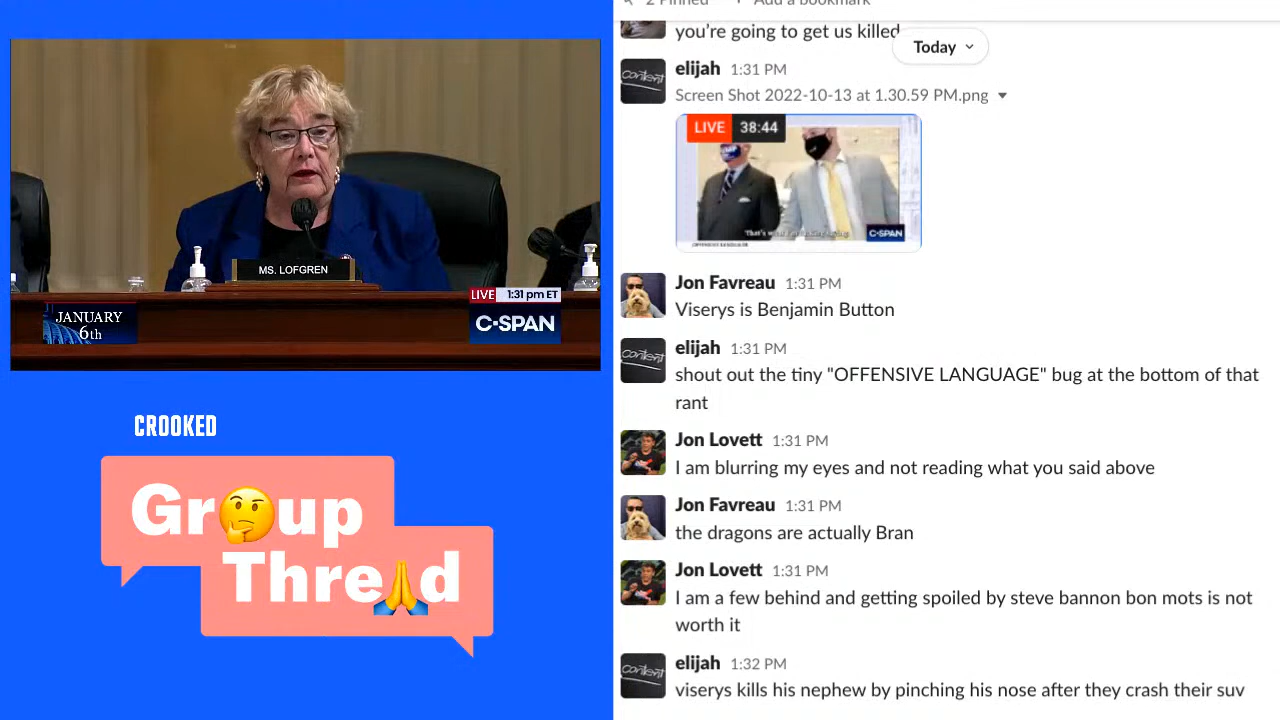 MS. LOFGREN
LIVE 1:31 pm ET
JANUARY
6th
C-SPAN
CROOKED
Gr🤔up
Thre🙏d
2 Pinned + Add a bookmark
you're going to get us killed
Today
elijah 1:31 PM
Screen Shot 2022-10-13 at 1.30.59 PM.png
LIVE 38:44
C-SPAN
Jon Favreau 1:31 PM
Viserys is Benjamin Button
elijah 1:31 PM
shout out the tiny "OFFENSIVE LANGUAGE" bug at the bottom of that
rant
Jon Lovett 1:31 PM
I am blurring my eyes and not reading what you said above
Jon Favreau 1:31 PM
the dragons are actually Bran
Jon Lovett 1:31 PM
I am a few behind and getting spoiled by steve bannon bon mots is not
worth it
elijah 1:32 PM
viserys kills his nephew by pinching his nose after they crash their suv